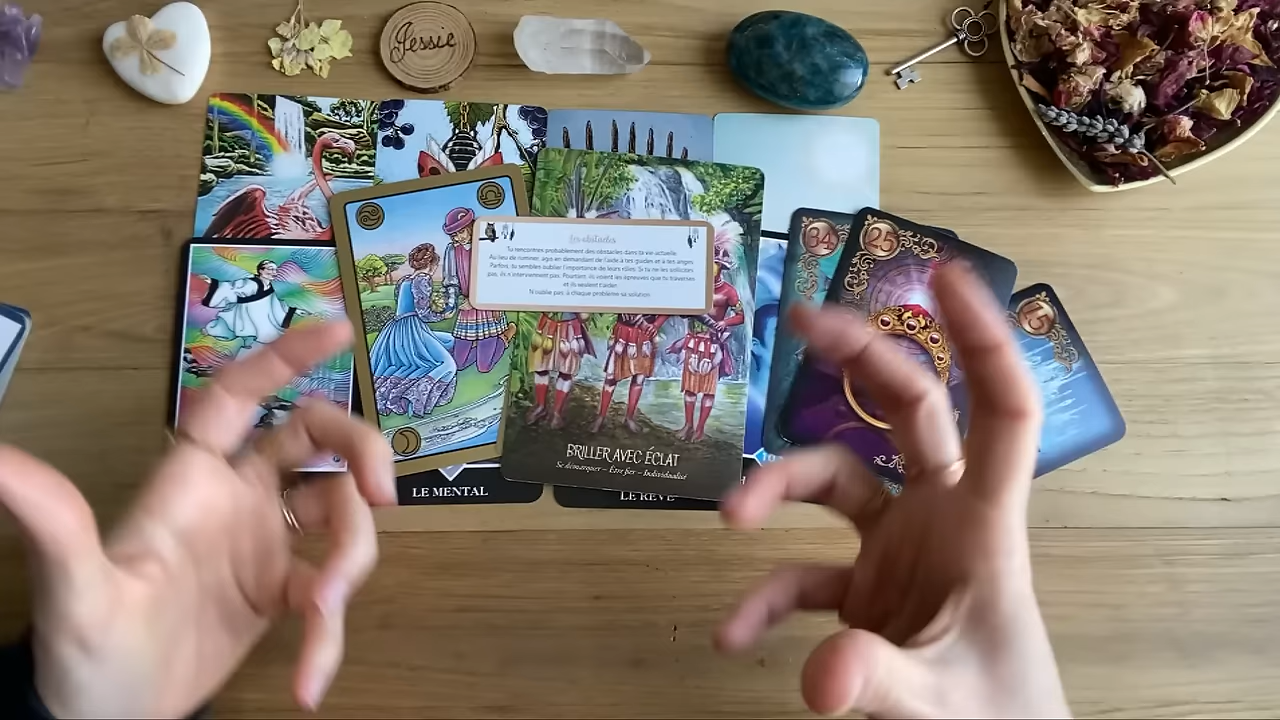 Jessie
34
25
15
Les obstacles
Tu rencontres probablement des obstacles dans ta vie actuelle.
Au lieu de ruminer, agis en demandant de l'aide à tes guides et à tes anges.
Parfois, tu sembles oublier l'importance de leurs rôles. Si tu ne les sollicites
pas, ils n'interviennent pas. Pourtant, ils voient les épreuves que tu traverses
et ils veulent t'aider.
N'oublie pas, à chaque problème sa solution
BRILLER AVEC ÉCLAT
Se démarquer – Être fier – Individualité
LE MENTAL
LE RÊVE